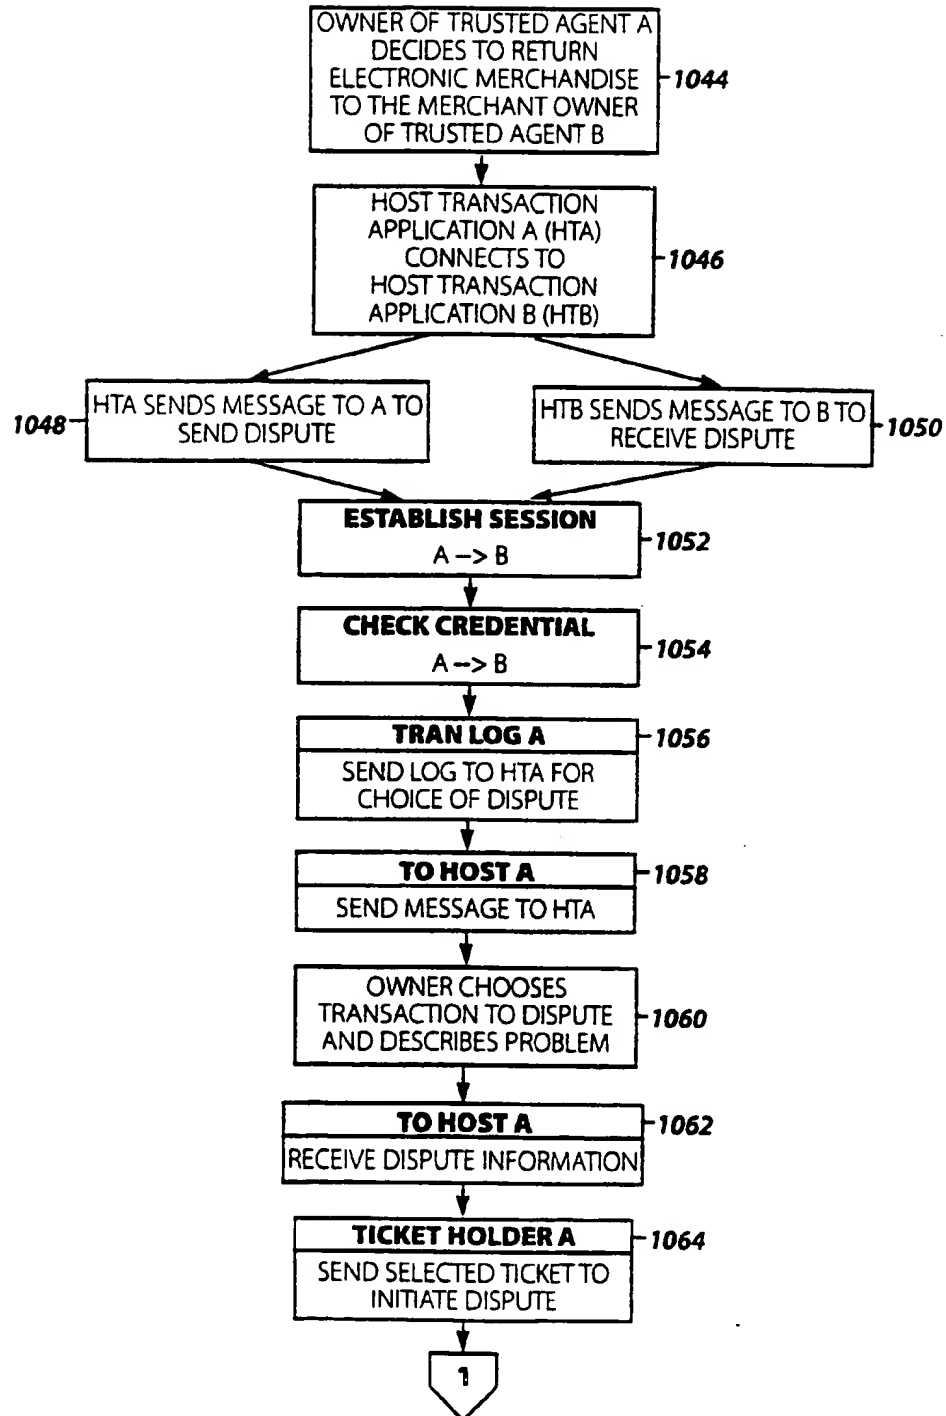 OWNER OF TRUSTED AGENT A
DECIDES TO RETURN
ELECTRONIC MERCHANDISE
TO THE MERCHANT OWNER
OF TRUSTED AGENT B
1044
HOST TRANSACTION
APPLICATION A (HTA)
CONNECTS TO
HOST TRANSACTION
APPLICATION B (HTB)
1046
1048
HTA SENDS MESSAGE TO A TO
SEND DISPUTE
HTB SENDS MESSAGE TO B TO
RECEIVE DISPUTE
1050
ESTABLISH SESSION
A --> B
1052
CHECK CREDENTIAL
A --> B
1054
TRAN LOG A
1056
SEND LOG TO HTA FOR
CHOICE OF DISPUTE
TO HOST A
1058
SEND MESSAGE TO HTA
OWNER CHOOSES
TRANSACTION TO DISPUTE
AND DESCRIBES PROBLEM
1060
TO HOST A
1062
RECEIVE DISPUTE INFORMATION
TICKET HOLDER A
1064
SEND SELECTED TICKET TO
INITIATE DISPUTE
1